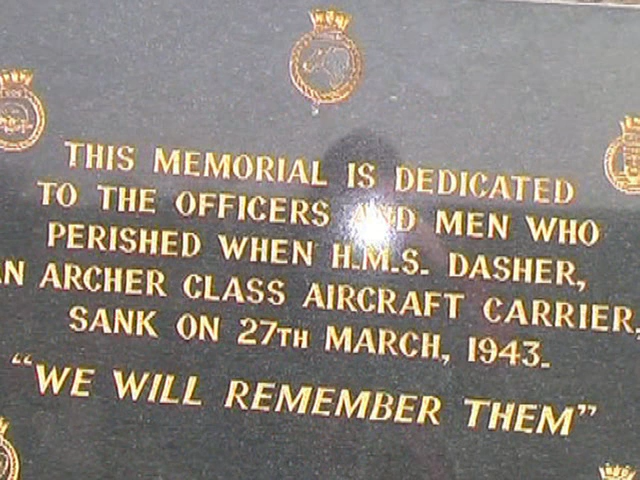 THIS MEMORIAL IS DEDICATED
TO THE OFFICERS AND MEN WHO
PERISHED WHEN H.M.S. DASHER,
AN ARCHER CLASS AIRCRAFT CARRIER,
SANK ON 27TH MARCH, 1943.
“WE WILL REMEMBER THEM”